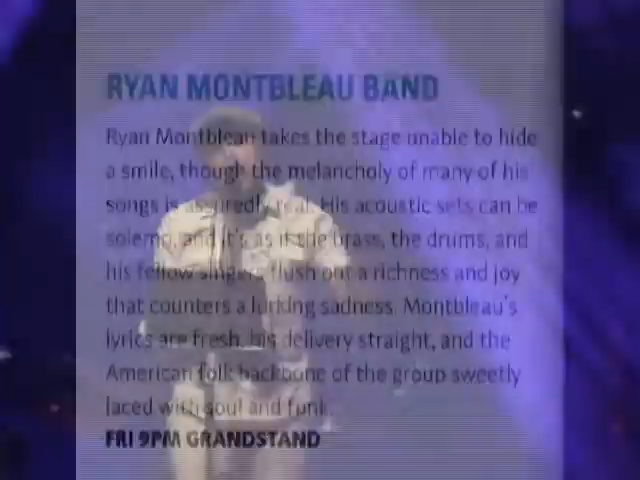 RYAN MONTBLEAU BAND
Ryan Montbleau takes the stage unable to hide
a smile, though the melancholy of many of his
songs is assuredly real. His acoustic sets can be
solemn, and it's as if the brass, the drums, and
his fellow singers flush out a richness and joy
that counters a lurking sadness. Montbleau's
lyrics are fresh, his delivery straight, and the
American folk backbone of the group sweetly
laced with soul and funk.
FRI 9PM GRANDSTAND